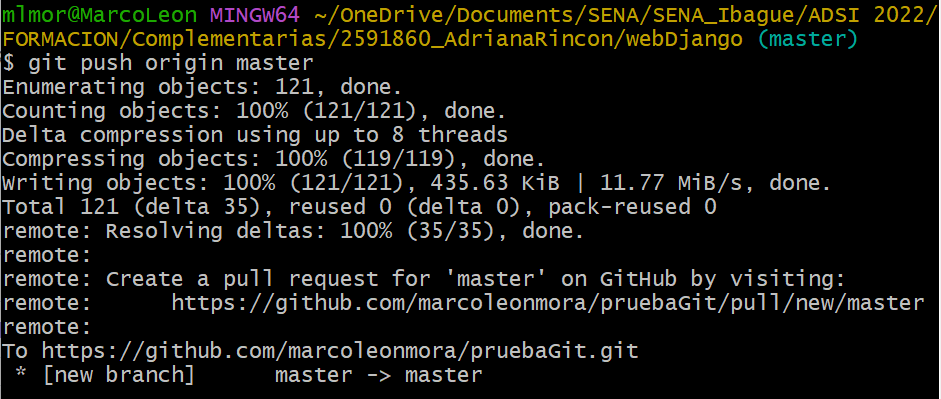 mlmor@MarcoLeon MINGW64 ~/OneDrive/Documents/SENA/SENA_Ibague/ADSI 2022/
FORMACION/Complementarias/2591860_AdrianaRincon/webDjango (master)
$ git push origin master
Enumerating objects: 121, done.
Counting objects: 100% (121/121), done.
Delta compression using up to 8 threads
Compressing objects: 100% (119/119), done.
Writing objects: 100% (121/121), 435.63 KiB | 11.77 MiB/s, done.
Total 121 (delta 35), reused 0 (delta 0), pack-reused 0
remote: Resolving deltas: 100% (35/35), done.
remote:
remote: Create a pull request for 'master' on GitHub by visiting:
remote:      https://github.com/marcoleonmora/pruebaGit/pull/new/master
remote:
To https://github.com/marcoleonmora/pruebaGit.git
 * [new branch]      master -> master